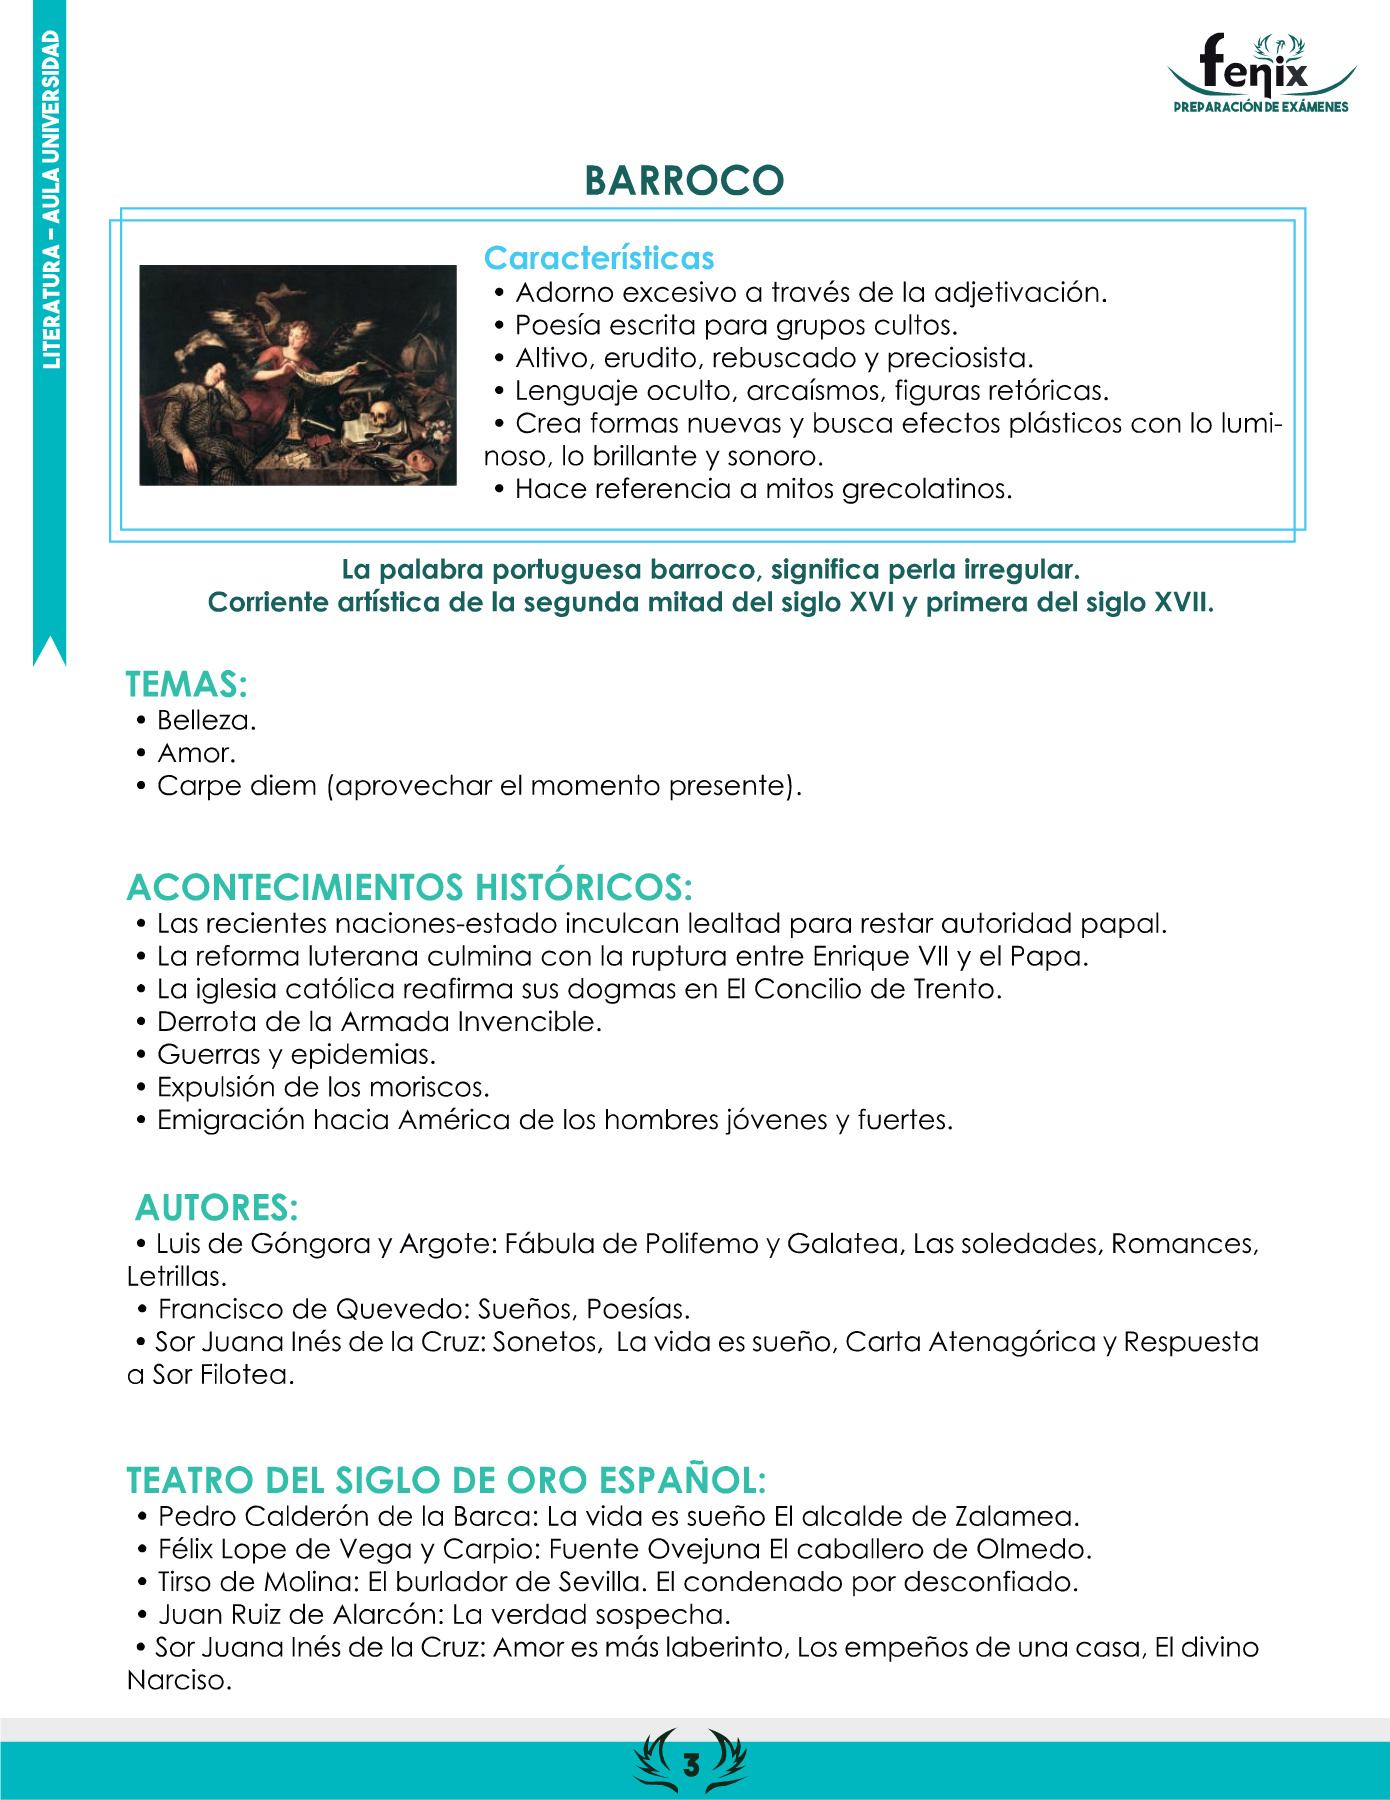 LITERATURA – AULA UNIVERSIDAD
fenix
PREPARACIÓN DE EXÁMENES
BARROCO
Características
• Adorno excesivo a través de la adjetivación.
• Poesía escrita para grupos cultos.
• Altivo, erudito, rebuscado y preciosista.
• Lenguaje oculto, arcaísmos, figuras retóricas.
• Crea formas nuevas y busca efectos plásticos con lo lumi-
noso, lo brillante y sonoro.
• Hace referencia a mitos grecolatinos.
La palabra portuguesa barroco, significa perla irregular.
Corriente artística de la segunda mitad del siglo XVI y primera del siglo XVII.
TEMAS:
• Belleza.
• Amor.
• Carpe diem (aprovechar el momento presente).
ACONTECIMIENTOS HISTÓRICOS:
• Las recientes naciones-estado inculcan lealtad para restar autoridad papal.
• La reforma luterana culmina con la ruptura entre Enrique VII y el Papa.
• La iglesia católica reafirma sus dogmas en El Concilio de Trento.
• Derrota de la Armada Invencible.
• Guerras y epidemias.
• Expulsión de los moriscos.
• Emigración hacia América de los hombres jóvenes y fuertes.
AUTORES:
• Luis de Góngora y Argote: Fábula de Polifemo y Galatea, Las soledades, Romances,
Letrillas.
• Francisco de Quevedo: Sueños, Poesías.
• Sor Juana Inés de la Cruz: Sonetos,  La vida es sueño, Carta Atenagórica y Respuesta
a Sor Filotea.
TEATRO DEL SIGLO DE ORO ESPAÑOL:
• Pedro Calderón de la Barca: La vida es sueño El alcalde de Zalamea.
• Félix Lope de Vega y Carpio: Fuente Ovejuna El caballero de Olmedo.
• Tirso de Molina: El burlador de Sevilla. El condenado por desconfiado.
• Juan Ruiz de Alarcón: La verdad sospecha.
• Sor Juana Inés de la Cruz: Amor es más laberinto, Los empeños de una casa, El divino
Narciso.
3